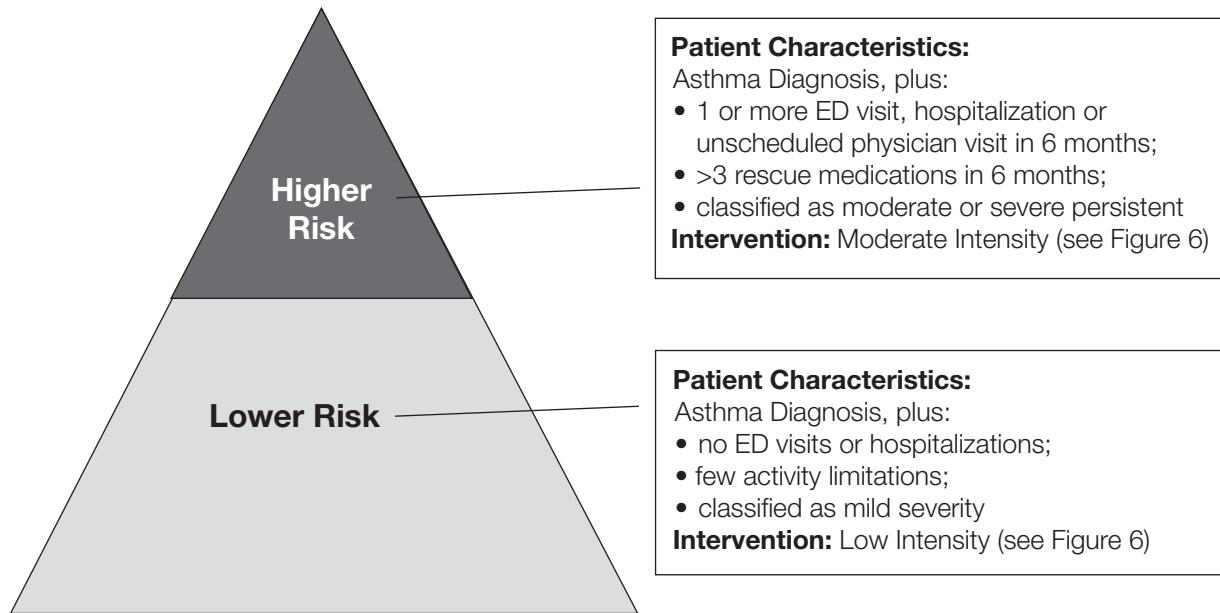 Higher
Risk
Patient Characteristics:
Asthma Diagnosis, plus:
• 1 or more ED visit, hospitalization or
unscheduled physician visit in 6 months;
• >3 rescue medications in 6 months;
• classified as moderate or severe persistent
Intervention: Moderate Intensity (see Figure 6)
Lower Risk
Patient Characteristics:
Asthma Diagnosis, plus:
• no ED visits or hospitalizations;
• few activity limitations;
• classified as mild severity
Intervention: Low Intensity (see Figure 6)